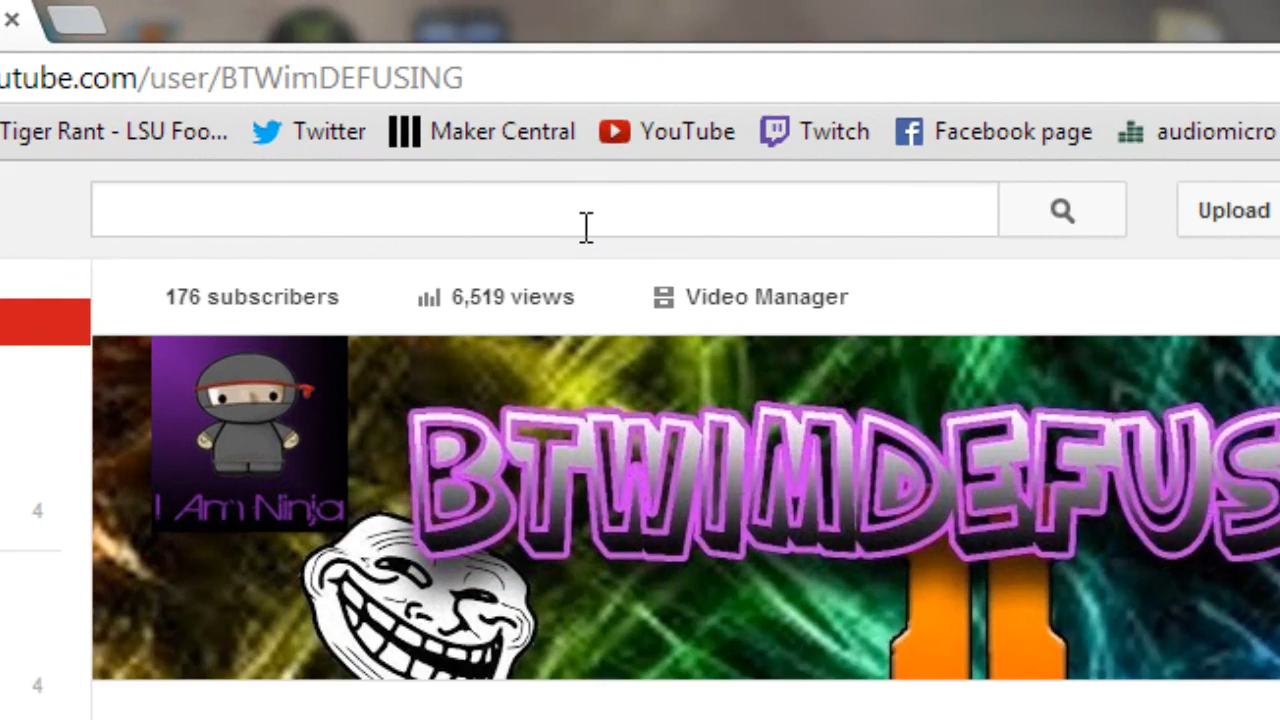 utube.com/user/BTWimDEFUSING
Tiger Rant - LSU Foo... Twitter Maker Central YouTube Twitch Facebook page audiomicro
Upload
176 subscribers 6,519 views Video Manager
I Am Ninja
BTWIMDEFUS
4
4